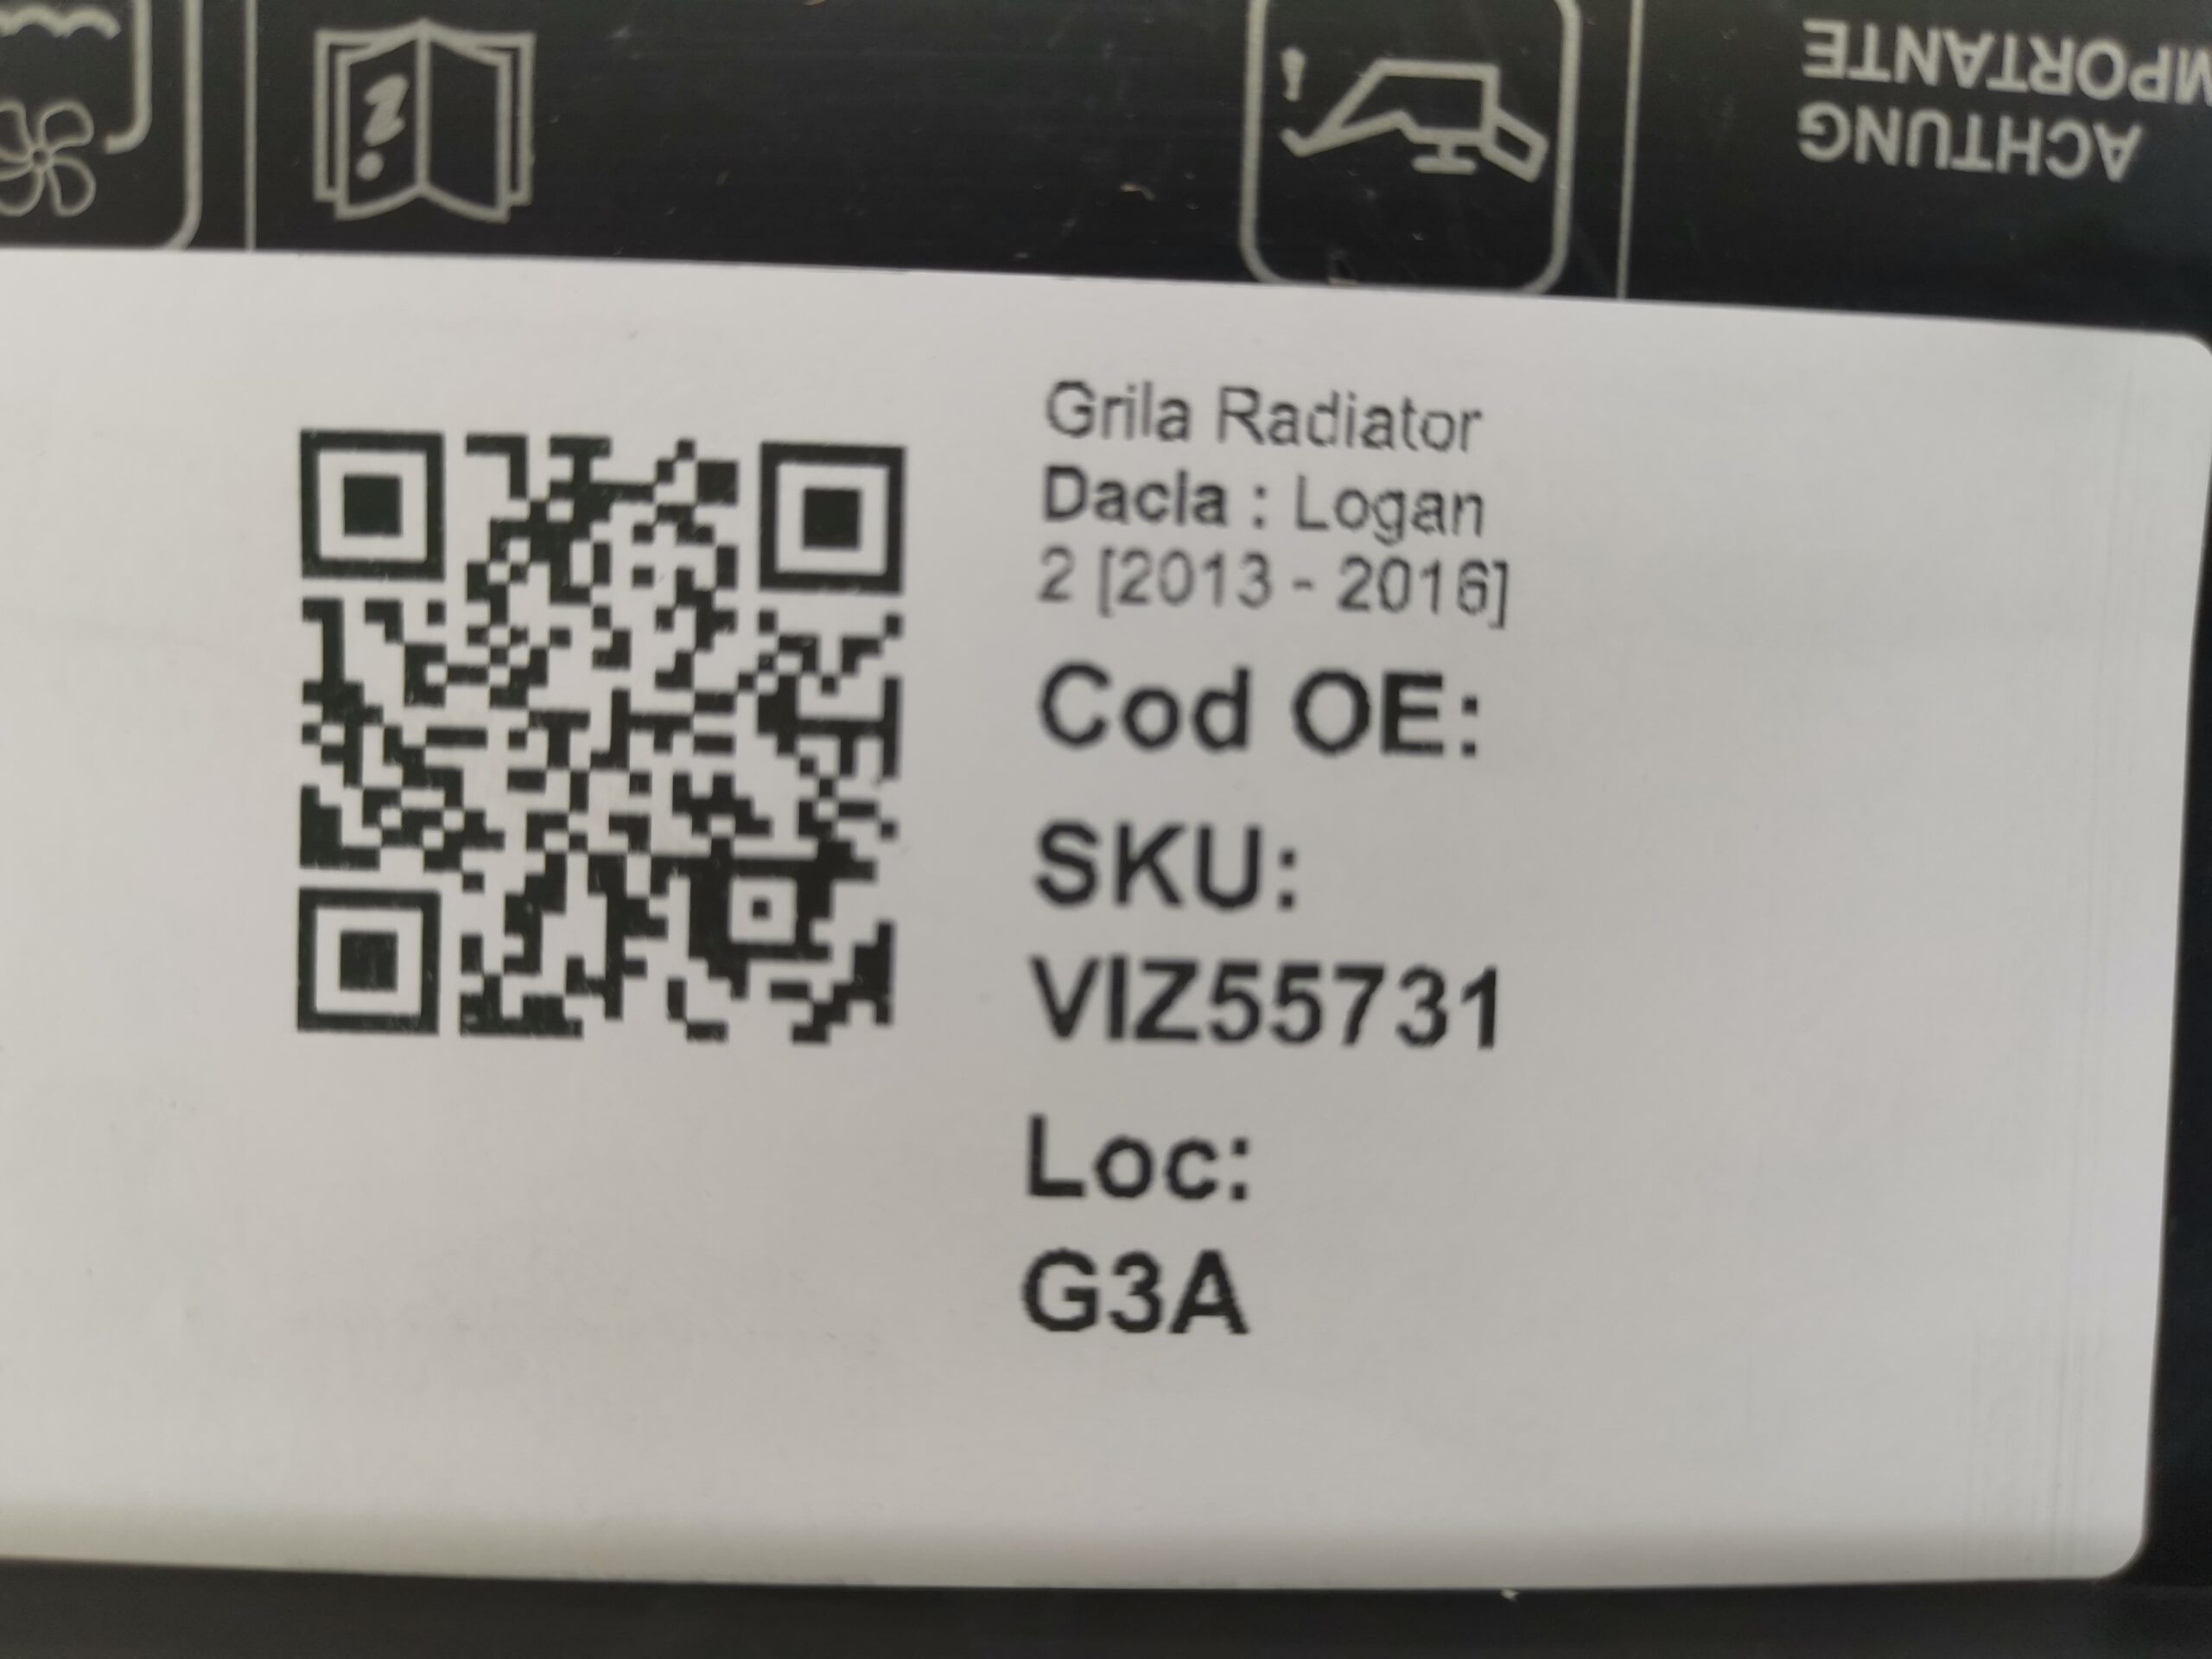 IMPORTANTE
ACHTUNG
Grila Radiator
Dacia : Logan
2 [2013 - 2016]
Cod OE:
SKU:
VIZ55731
Loc:
G3A